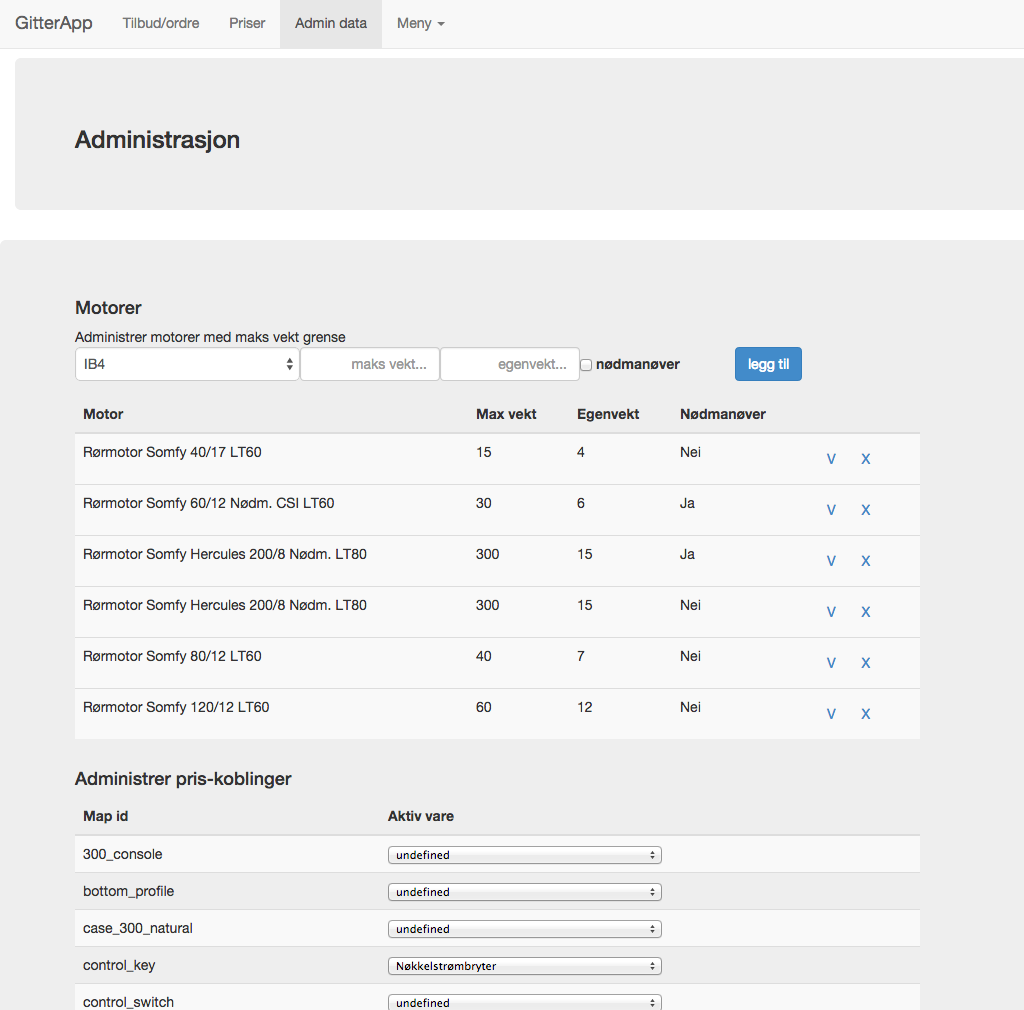 GitterApp Tilbud/ordre Priser Admin data Meny
Administrasjon
Motorer
Administrer motorer med maks vekt grense
IB4 maks vekt... egenvekt... nødmanøver legg til
Motor Max vekt Egenvekt Nødmanøver
Rørmotor Somfy 40/17 LT60 15 4 Nei V X
Rørmotor Somfy 60/12 Nødm. CSI LT60 30 6 Ja V X
Rørmotor Somfy Hercules 200/8 Nødm. LT80 300 15 Ja V X
Rørmotor Somfy Hercules 200/8 Nødm. LT80 300 15 Nei V X
Rørmotor Somfy 80/12 LT60 40 7 Nei V X
Rørmotor Somfy 120/12 LT60 60 12 Nei V X
Administrer pris-koblinger
Map id Aktiv vare
300_console undefined
bottom_profile undefined
case_300_natural undefined
control_key Nøkkelstrømbryter
control_switch undefined